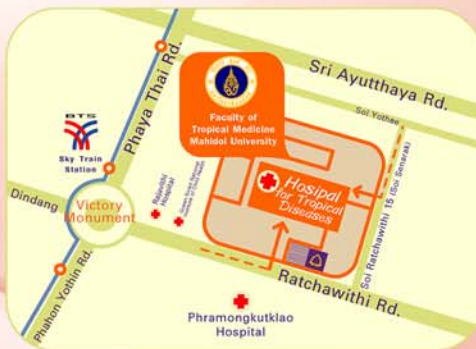 Phaya Thai Rd.
Sri Ayutthaya Rd.
Soi Yothee
Faculty of
Tropical Medicine
Mahidol University
BTS
Sky Train
Station
Rajavithi
Hospital
Hosipal
for Tropical
Diseases
Soi Ratchawithi 15 (Soi Senarak)
Dindang
Victory
Monument
Ratchawithi Rd.
Phahon Yothin Rd.
Phramongkutklao
Hospital